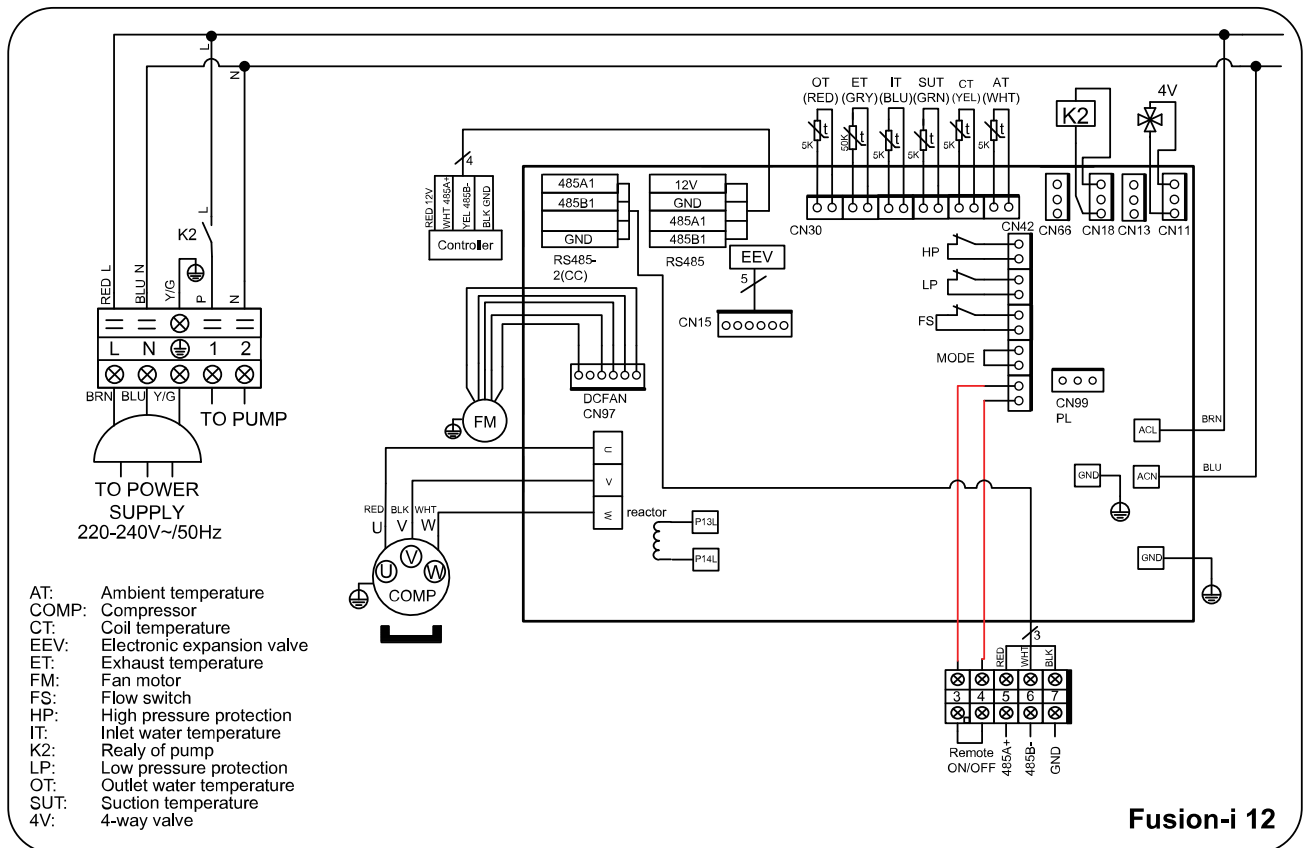 L
N
OT ET IT SUT CT AT
(RED) (GRY) (BLU) (GRN) (YEL) (WHT)
5K 50K 5K 5K 5K 5K
4V
K2
4
RED 12V
WHT 485A+
YEL 485B-
BLK GND
Controller
485A1
485B1
GND
RS485-
2(CC)
12V
GND
485A1
485B1
RS485
CN30
CN42
CN66
CN18
CN13
CN11
EEV
5
CN15
HP
LP
FS
MODE
L
K2
RED L
BLU N
Y/G
P
N
L N 1 2
BRN BLU Y/G
TO PUMP
TO POWER
SUPPLY
220-240V~/50Hz
DCFAN
CN97
FM
CN99
PL
ACL
BRN
ACN
BLU
GND
GND
U
V
W
reactor
P13L
P14L
RED BLK WHT
U V W
U V W
COMP
3
RED
WHT
BLK
3 4 5 6 7
Remote
ON/OFF
485A+
485B-
GND
AT: Ambient temperature
COMP: Compressor
CT: Coil temperature
EEV: Electronic expansion valve
ET: Exhaust temperature
FM: Fan motor
FS: Flow switch
HP: High pressure protection
IT: Inlet water temperature
K2: Realy of pump
LP: Low pressure protection
OT: Outlet water temperature
SUT: Suction temperature
4V: 4-way valve
Fusion-i 12